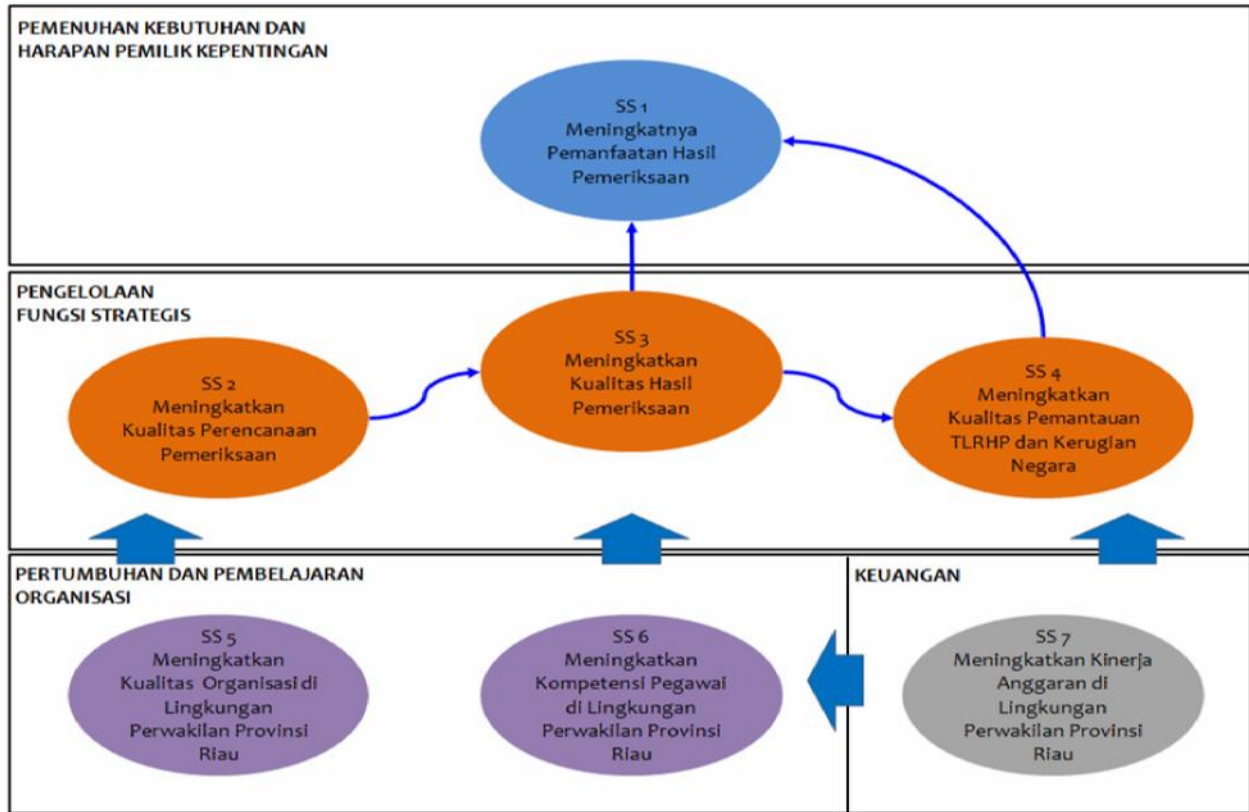 PEMENUHAN KEBUTUHAN DAN
HARAPAN PEMILIK KEPENTINGAN
SS 1
Meningkatnya
Pemanfaatan Hasil
Pemeriksaan
PENGELOLAAN
FUNGSI STRATEGIS
SS 2
Meningkatkan
Kualitas Perencanaan
Pemeriksaan
SS 3
Meningkatkan
Kualitas Hasil
Pemeriksaan
SS 4
Meningkatkan
Kualitas Pemantauan
TLRHP dan Kerugian
Negara
PERTUMBUHAN DAN PEMBELAJARAN
ORGANISASI
SS 5
Meningkatkan
Kualitas Organisasi di
Lingkungan
Perwakilan Provinsi
Riau
SS 6
Meningkatkan
Kompetensi Pegawai
di Lingkungan
Perwakilan Provinsi
Riau
KEUANGAN
SS 7
Meningkatkan Kinerja
Anggaran di
Lingkungan
Perwakilan Provinsi
Riau